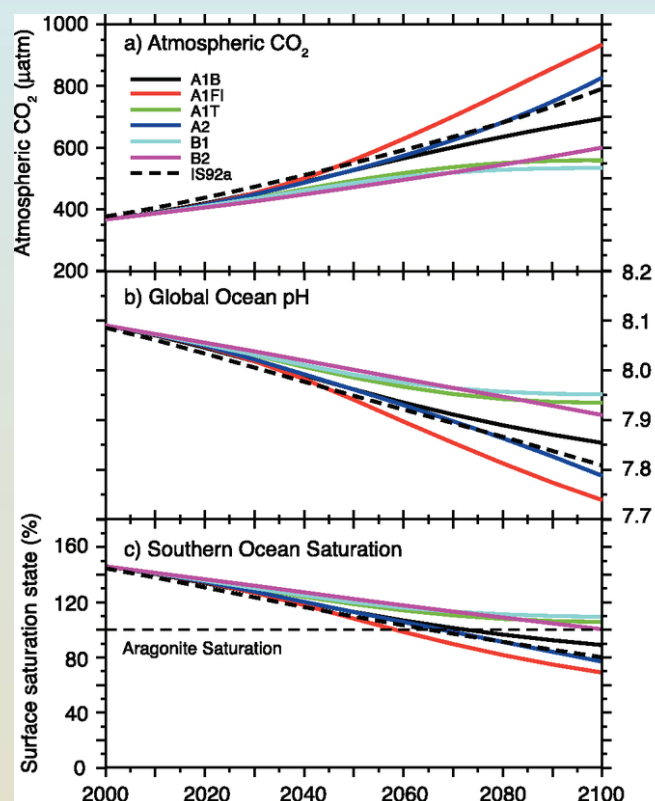 a) Atmospheric CO₂
Atmospheric CO₂ (µatm)
1000
800
600
400
200
A1B
A1FI
A1T
A2
B1
B2
IS92a
b) Global Ocean pH
8.2
8.1
8.0
7.9
7.8
7.7
c) Southern Ocean Saturation
Surface saturation state (%)
160
120
80
40
0
Aragonite Saturation
2000 2020 2040 2060 2080 2100